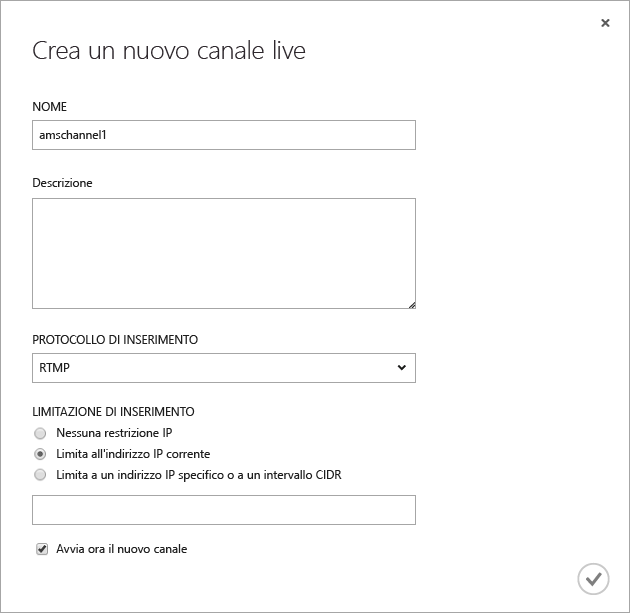 Crea un nuovo canale live
NOME
amschannel1
Descrizione
PROTOCOLLO DI INSERIMENTO
RTMP
LIMITAZIONE DI INSERIMENTO
Nessuna restrizione IP
Limita all'indirizzo IP corrente
Limita a un indirizzo IP specifico o a un intervallo CIDR
Avvia ora il nuovo canale